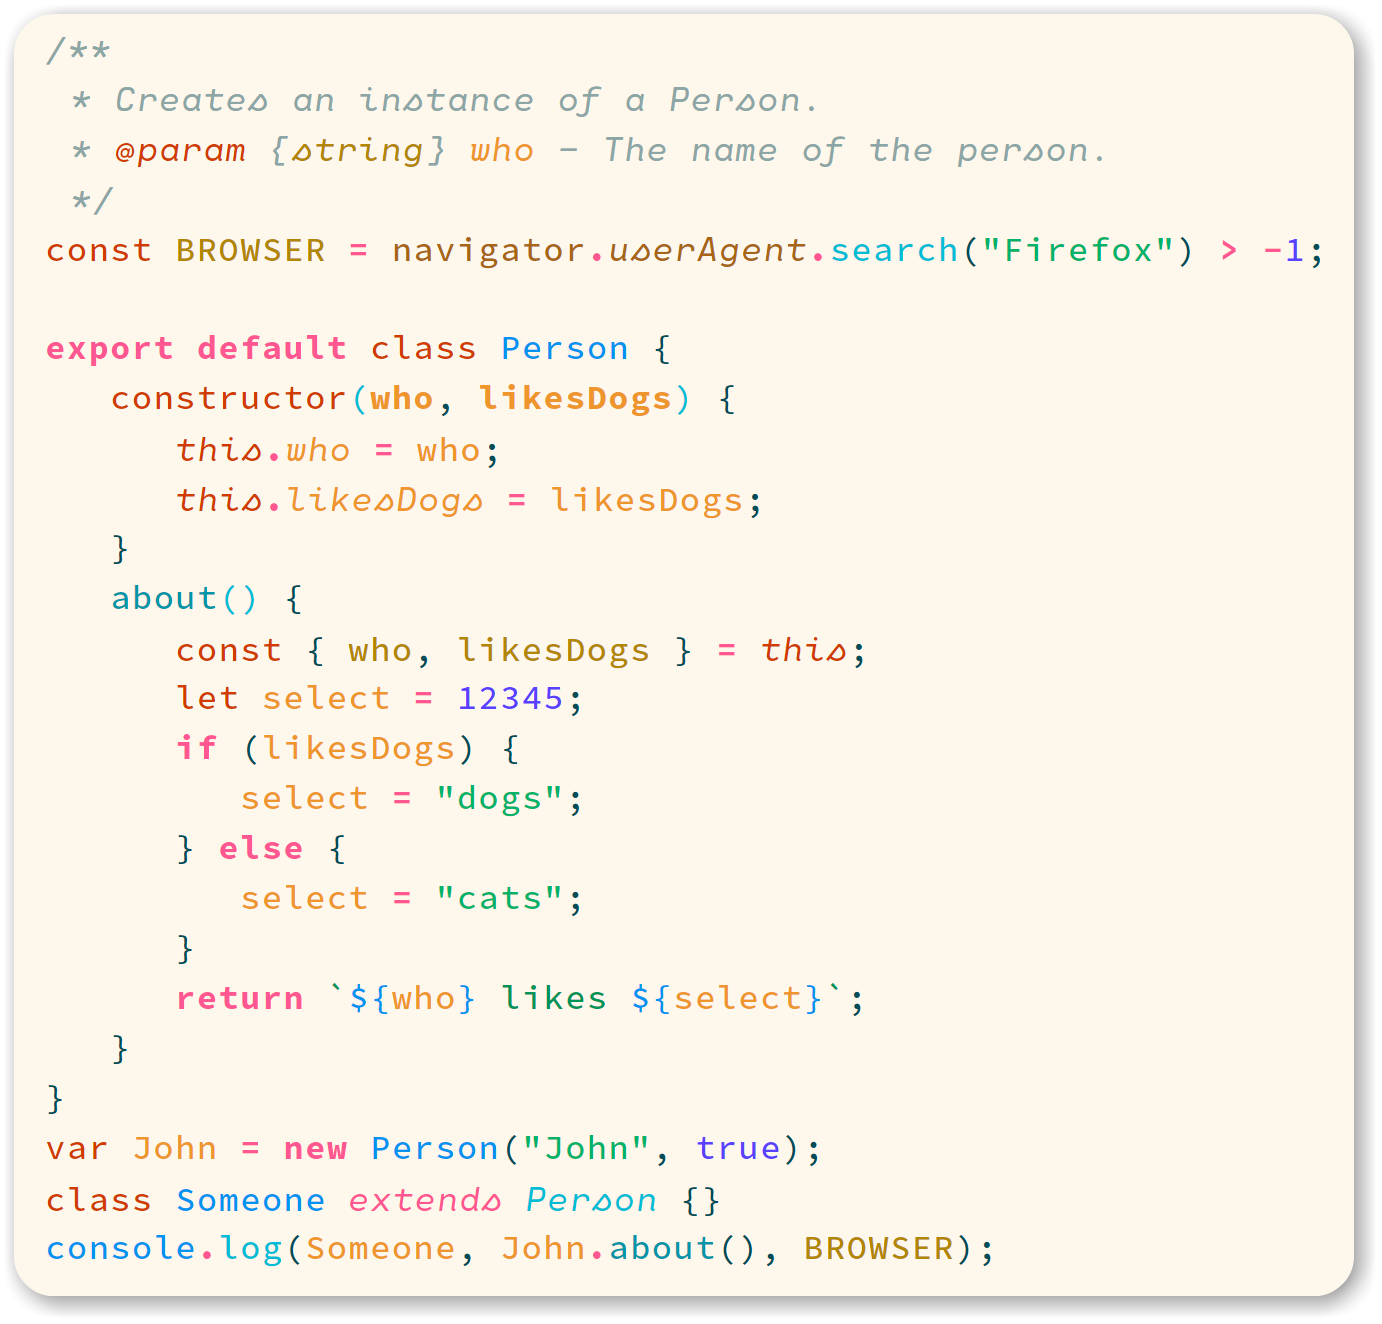 /**
 * Creates an instance of a Person.
 * @param {string} who - The name of the person.
 */
const BROWSER = navigator.userAgent.search("Firefox") > -1;

export default class Person {
   constructor(who, likesDogs) {
      this.who = who;
      this.likesDogs = likesDogs;
   }
   about() {
      const { who, likesDogs } = this;
      let select = 12345;
      if (likesDogs) {
         select = "dogs";
      } else {
         select = "cats";
      }
      return `${who} likes ${select}`;
   }
}
var John = new Person("John", true);
class Someone extends Person {}
console.log(Someone, John.about(), BROWSER);